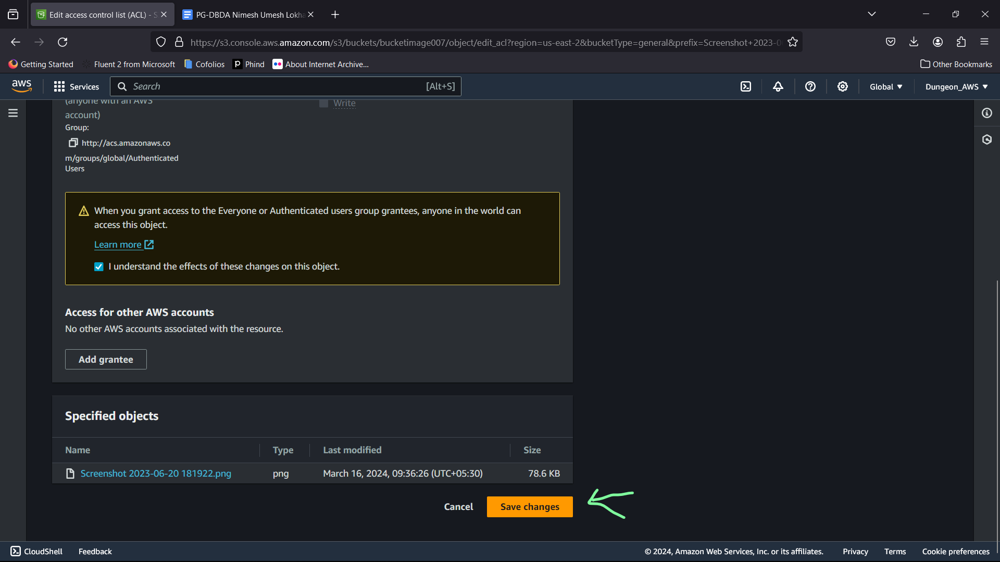 Edit access control list (ACL) - S
PG-DBDA Nimesh Umesh Lokha
https://s3.console.aws.amazon.com/s3/buckets/bucketimage007/object/edit_acl?region=us-east-2&bucketType=general&prefix=Screenshot+2023-0
Getting Started
Fluent 2 from Microsoft
Cofolios
p Phind
About Internet Archive...
Other Bookmarks
aws
Services
Search
[Alt+S]
Global
Dungeon_AWS
(anyone with an AWS
account)
Write
Group:
http://acs.amazonaws.co
m/groups/global/Authenticated
Users
When you grant access to the Everyone or Authenticated users group grantees, anyone in the world can
access this object.
Learn more
I understand the effects of these changes on this object.
Access for other AWS accounts
No other AWS accounts associated with the resource.
Add grantee
Specified objects
Name Type Last modified Size
Screenshot 2023-06-20 181922.png png March 16, 2024, 09:36:26 (UTC+05:30) 78.6 KB
Cancel
Save changes
CloudShell
Feedback
© 2024, Amazon Web Services, Inc. or its affiliates.
Privacy
Terms
Cookie preferences